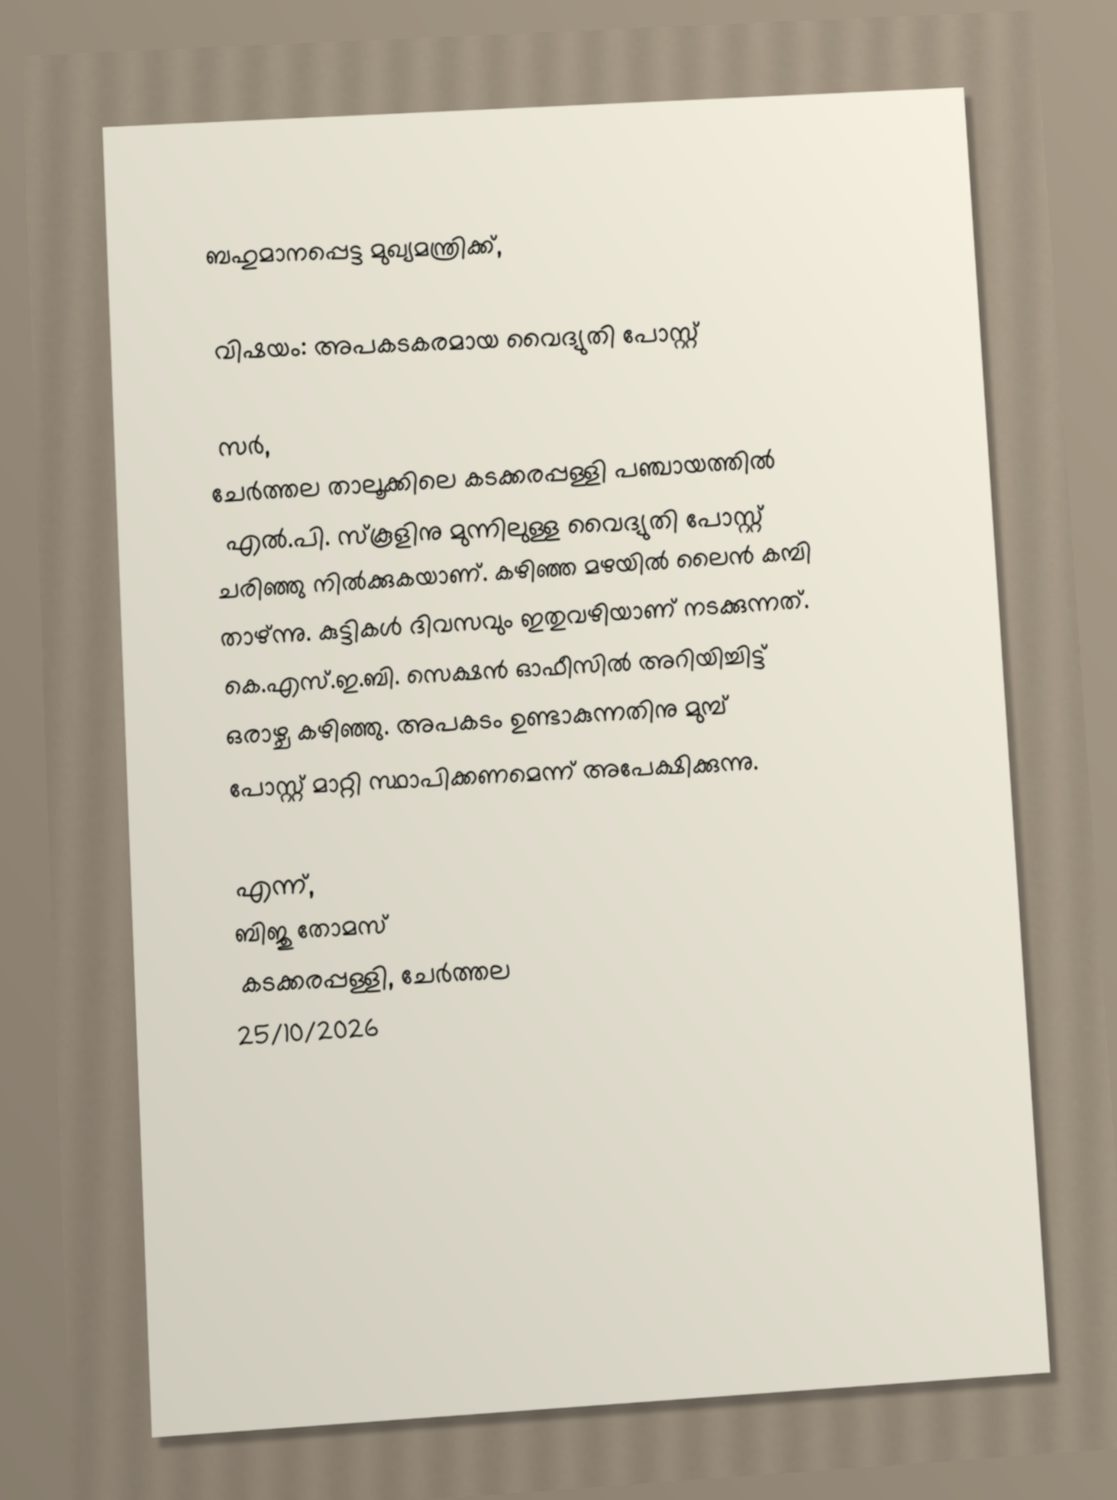 ബഹുമാനപ്പെട്ട മുഖ്യമന്ത്രിക്ക്,
വിഷയം: അപകടകരമായ വൈദ്യുതി പോസ്റ്റ്
സർ,
ചേർത്തല താലൂക്കിലെ കടക്കരപ്പള്ളി പഞ്ചായത്തിൽ
എൽ.പി. സ്കൂളിനു മുന്നിലുള്ള വൈദ്യുതി പോസ്റ്റ്
ചരിഞ്ഞു നിൽക്കുകയാണ്. കഴിഞ്ഞ മഴയിൽ ലൈൻ കമ്പി
താഴ്ന്നു. കുട്ടികൾ ദിവസവും ഇതുവഴിയാണ് നടക്കുന്നത്.
കെ.എസ്.ഇ.ബി. സെക്ഷൻ ഓഫീസിൽ അറിയിച്ചിട്ട്
ഒരാഴ്ച കഴിഞ്ഞു. അപകടം ഉണ്ടാകുന്നതിനു മുമ്പ്
പോസ്റ്റ് മാറ്റി സ്ഥാപിക്കണമെന്ന് അപേക്ഷിക്കുന്നു.
എന്ന്,
ബിജു തോമസ്
കടക്കരപ്പള്ളി, ചേർത്തല
25/10/2026